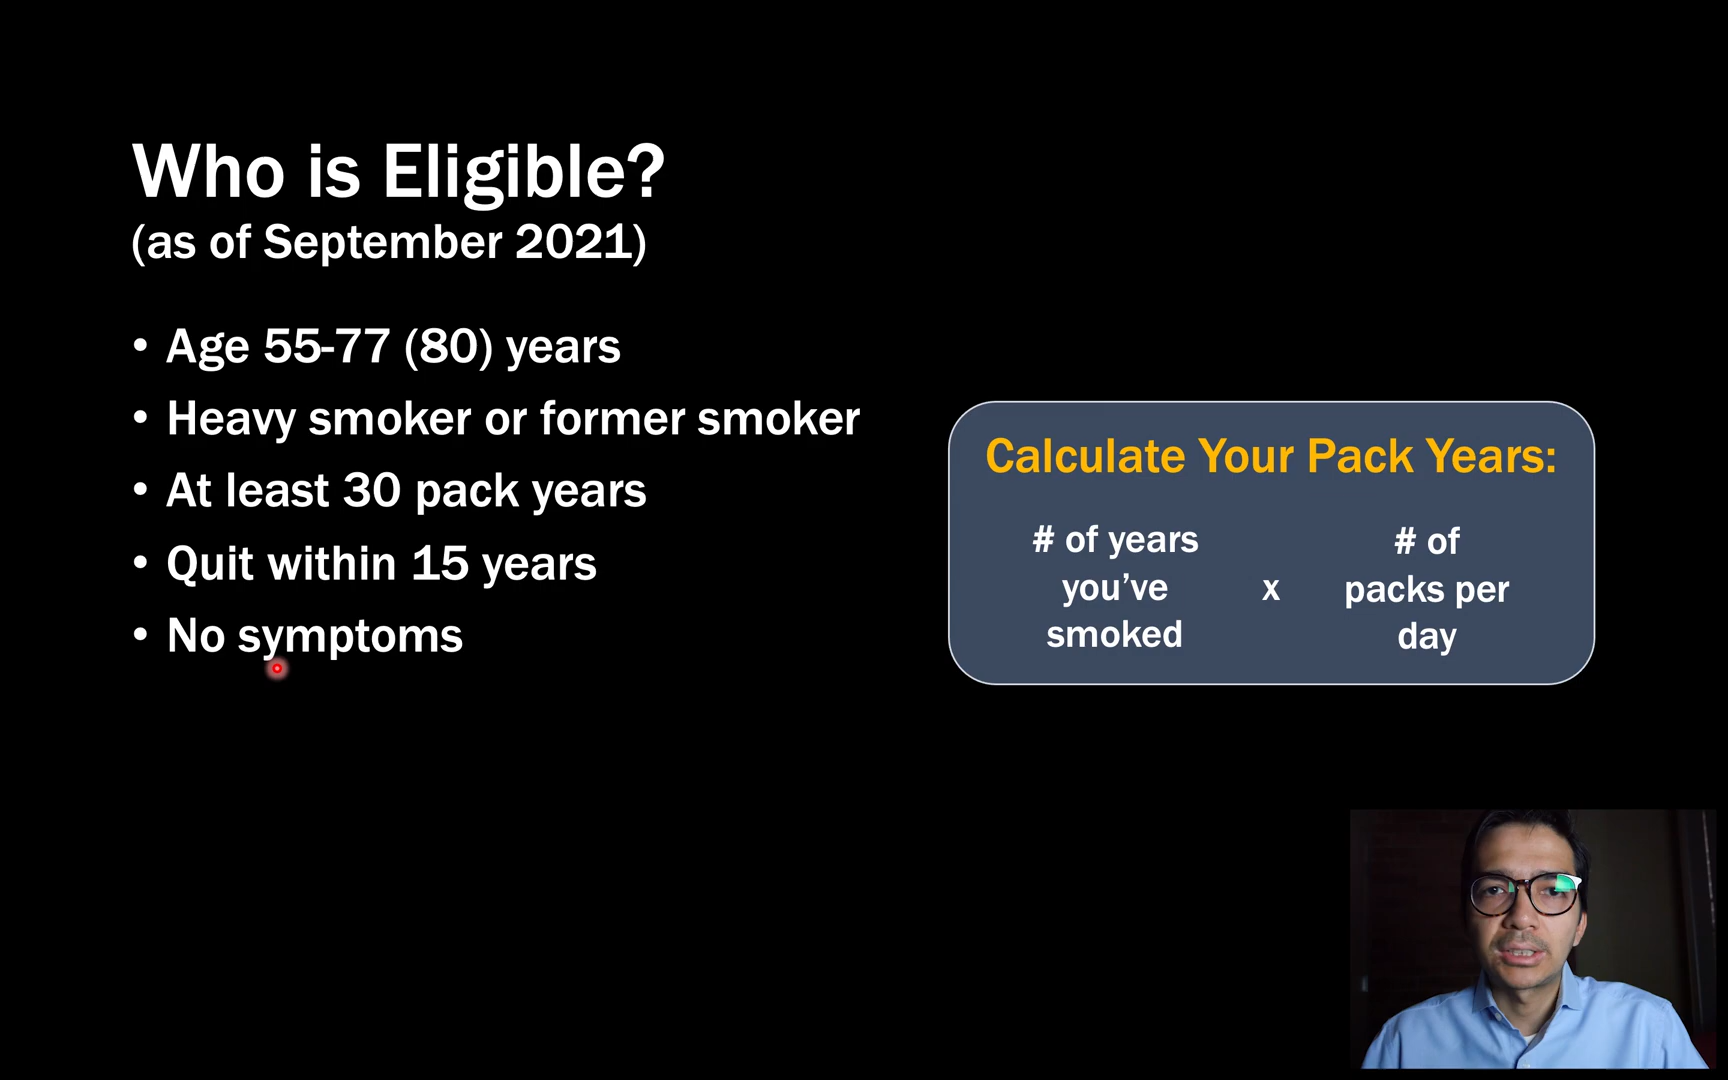 Who is Eligible?
(as of September 2021)
• Age 55-77 (80) years
• Heavy smoker or former smoker
• At least 30 pack years
• Quit within 15 years
• No symptoms
Calculate Your Pack Years:
# of years
you’ve
smoked
x
# of
packs per
day